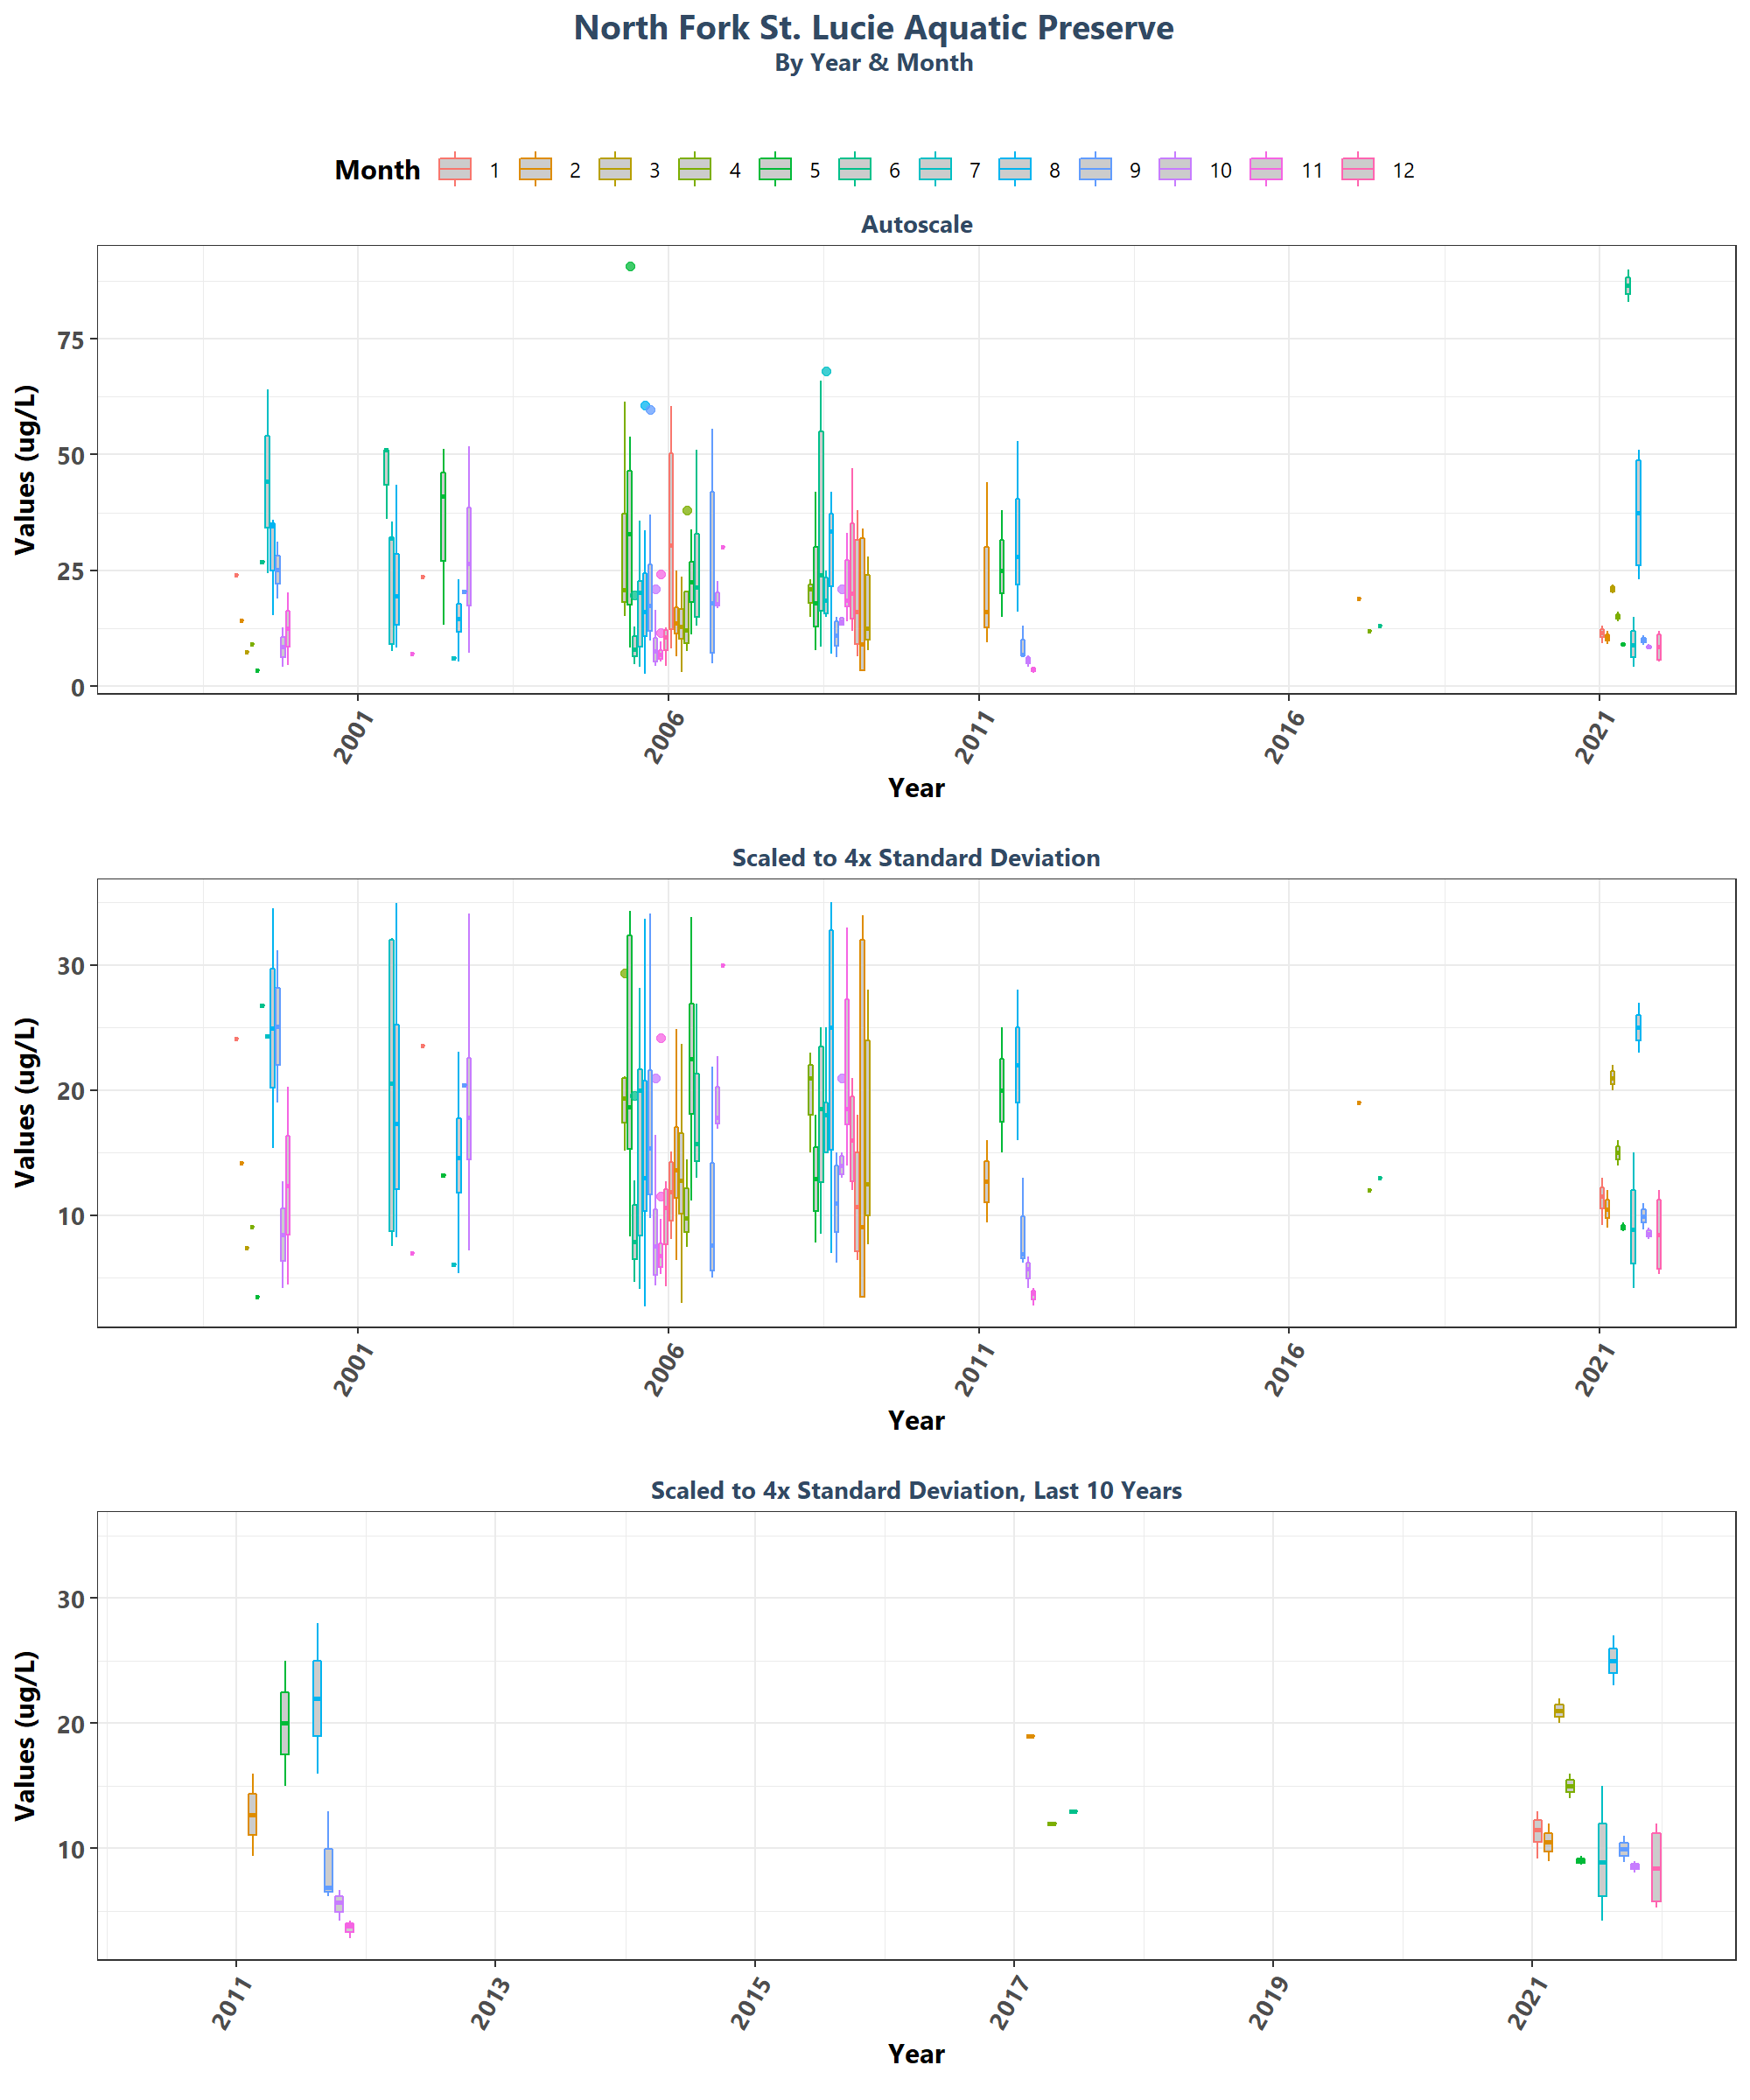 North Fork St. Lucie Aquatic Preserve
By Year & Month
Month 1 2 3 4 5 6 7 8 9 10 11 12
Autoscale
Values (ug/L)
75
50
25
0
2001 2006 2011 2016 2021
Year
Scaled to 4x Standard Deviation
Values (ug/L)
30
20
10
2001 2006 2011 2016 2021
Year
Scaled to 4x Standard Deviation, Last 10 Years
Values (ug/L)
30
20
10
2011 2013 2015 2017 2019 2021
Year